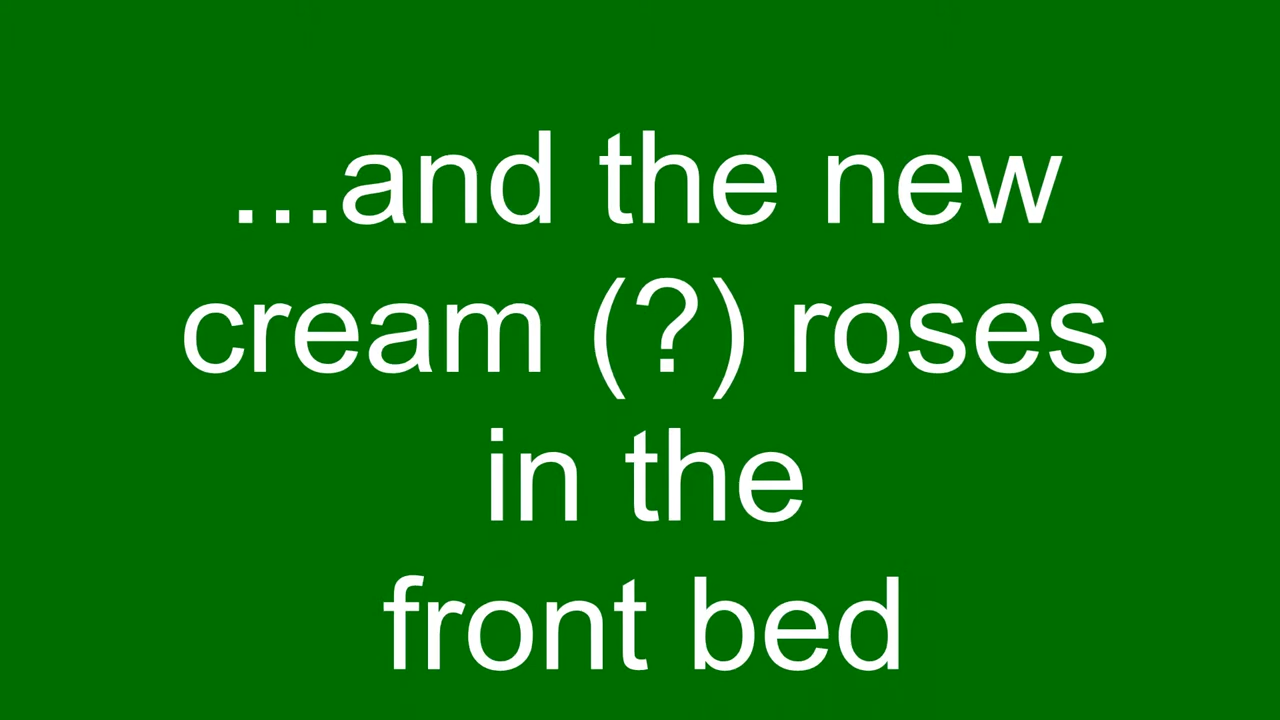 ...and the new
cream (?) roses
in the
front bed